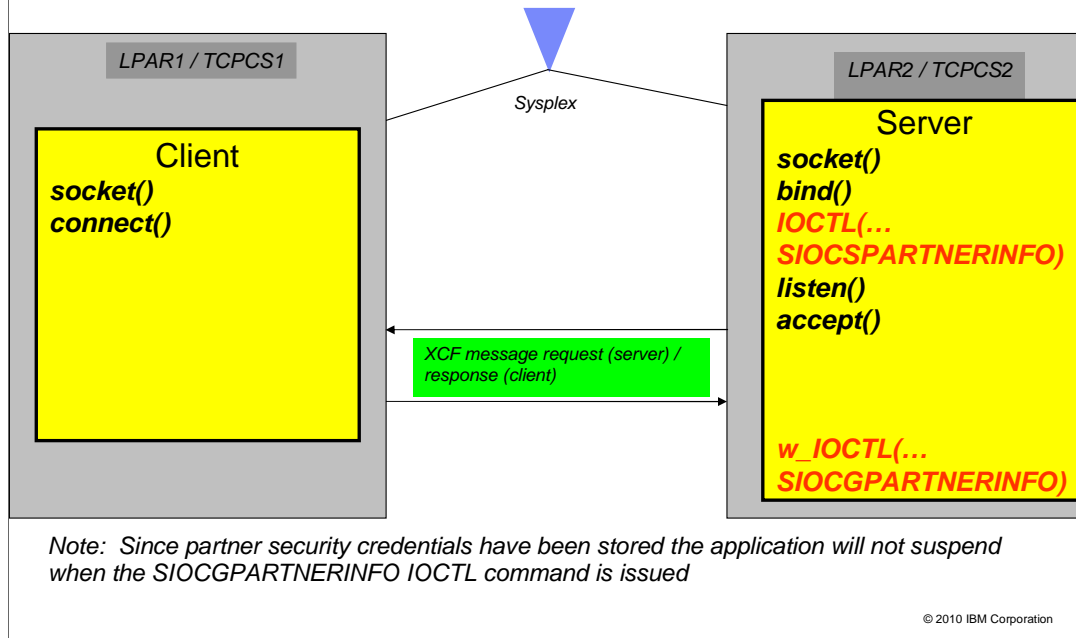 LPAR1 / TCPCS1
Sysplex
LPAR2 / TCPCS2
Client
socket()
connect()
Server
socket()
bind()
IOCTL(…
SIOCSPARTNERINFO)
listen()
accept()
XCF message request (server) /
response (client)
w_IOCTL(…
SIOCGPARTNERINFO)
Note: Since partner security credentials have been stored the application will not suspend
when the SIOCGPARTNERINFO IOCTL command is issued
© 2010 IBM Corporation